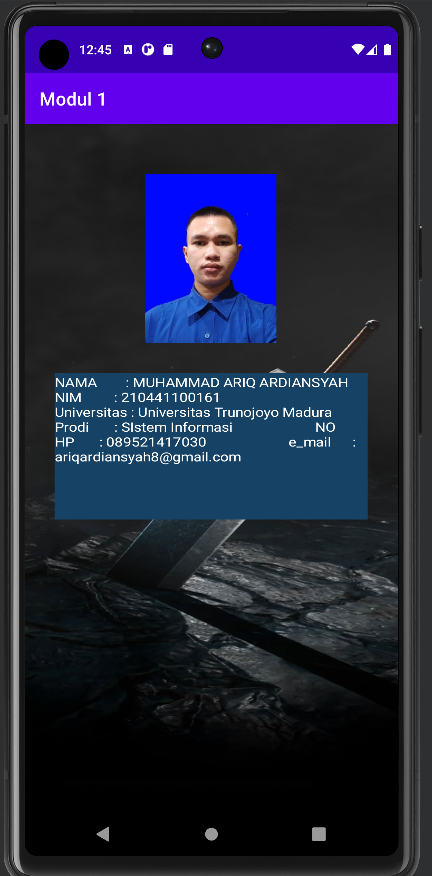 12:45
Modul 1
NAMA : MUHAMMAD ARIQ ARDIANSYAH
NIM : 210441100161
Universitas : Universitas Trunojoyo Madura
Prodi : SIstem Informasi NO
HP : 089521417030 e_mail :
ariqardiansyah8@gmail.com